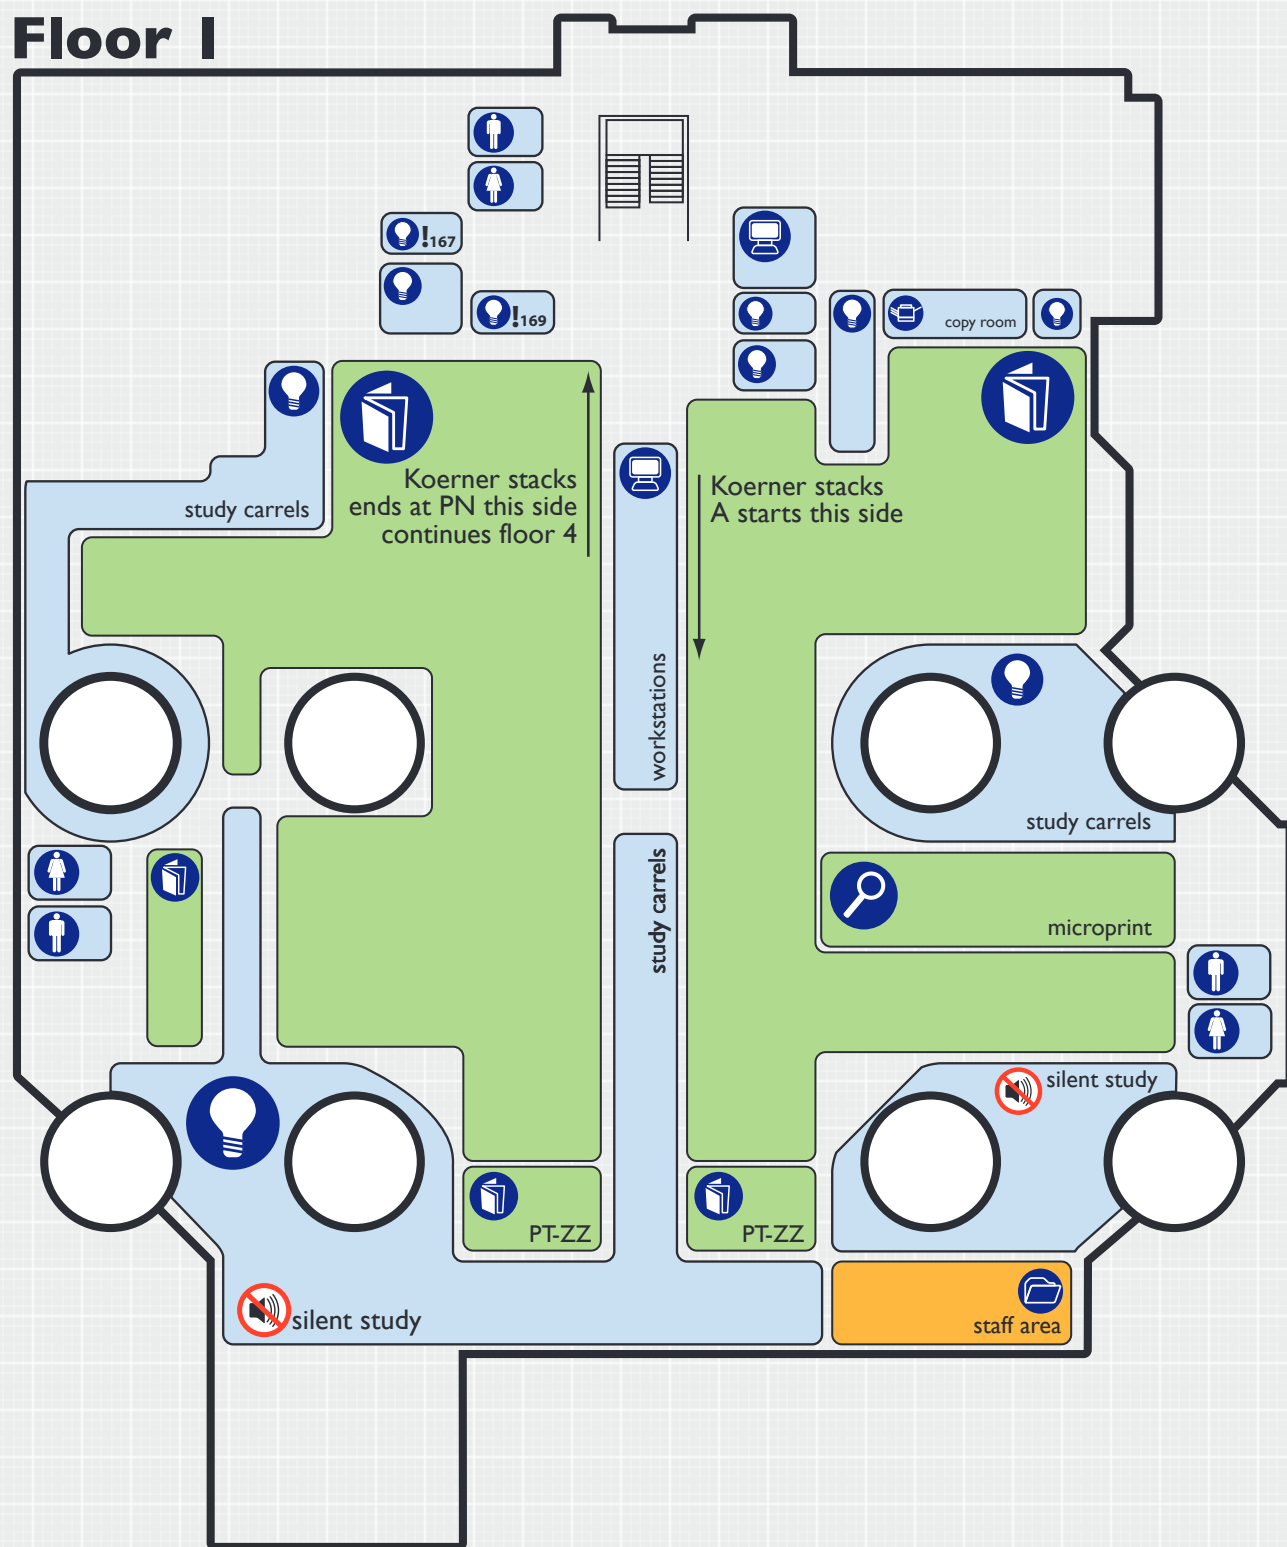 Floor 1
!167
!169
copy room
study carrels
Koerner stacks
ends at PN this side
continues floor 4
Koerner stacks
A starts this side
workstations
study carrels
study carrels
microprint
silent study
PT-ZZ
PT-ZZ
silent study
staff area